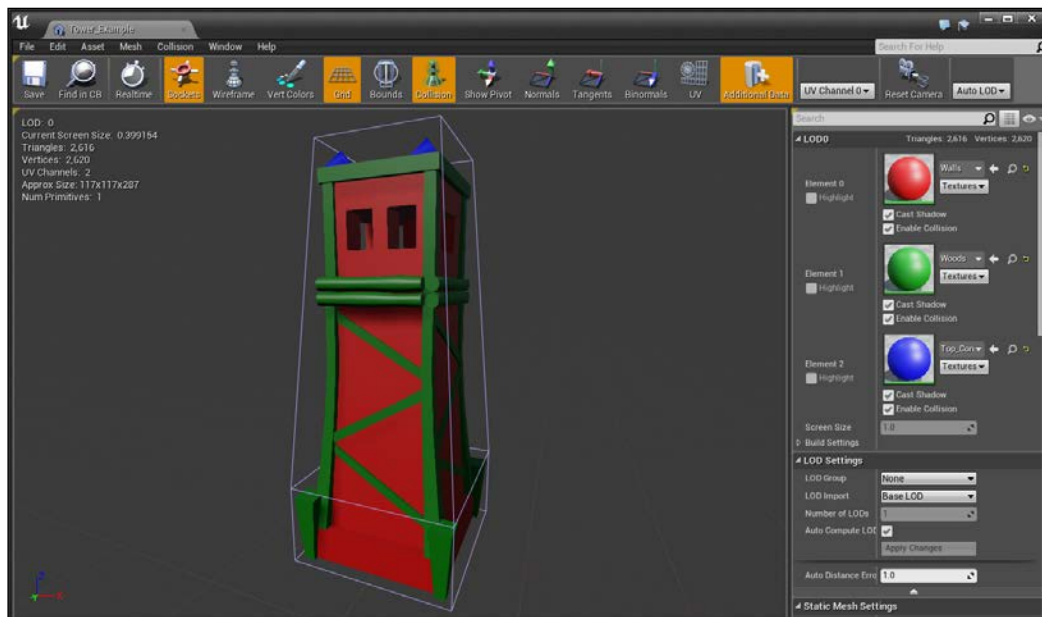 Tower_Example
File Edit Asset Mesh Collision Window Help
Search For Help
Save Find in CB Realtime Sockets Wireframe Vert Colors Grid Bounds Collision Show Pivot Normals Tangents Binormals UV Additional Data UV Channel 0 Reset Camera Auto LOD
LOD: 0
Current Screen Size: 0.399154
Triangles: 2,616
Vertices: 2,620
UV Channels: 2
Approx Size: 117x117x287
Num Primitives: 1
Search
LOD0 Triangles: 2,616 Vertices: 2,620
Element 0
Highlight
Walls
Textures
Cast Shadow
Enable Collision
Element 1
Highlight
Woods
Textures
Cast Shadow
Enable Collision
Element 2
Highlight
Top_Con
Textures
Cast Shadow
Enable Collision
Screen Size 1.0
Build Settings
LOD Settings
LOD Group None
LOD Import Base LOD
Number of LODs 1
Auto Compute LOD
Apply Changes
Auto Distance Erro 1.0
Static Mesh Settings
Z
Y X